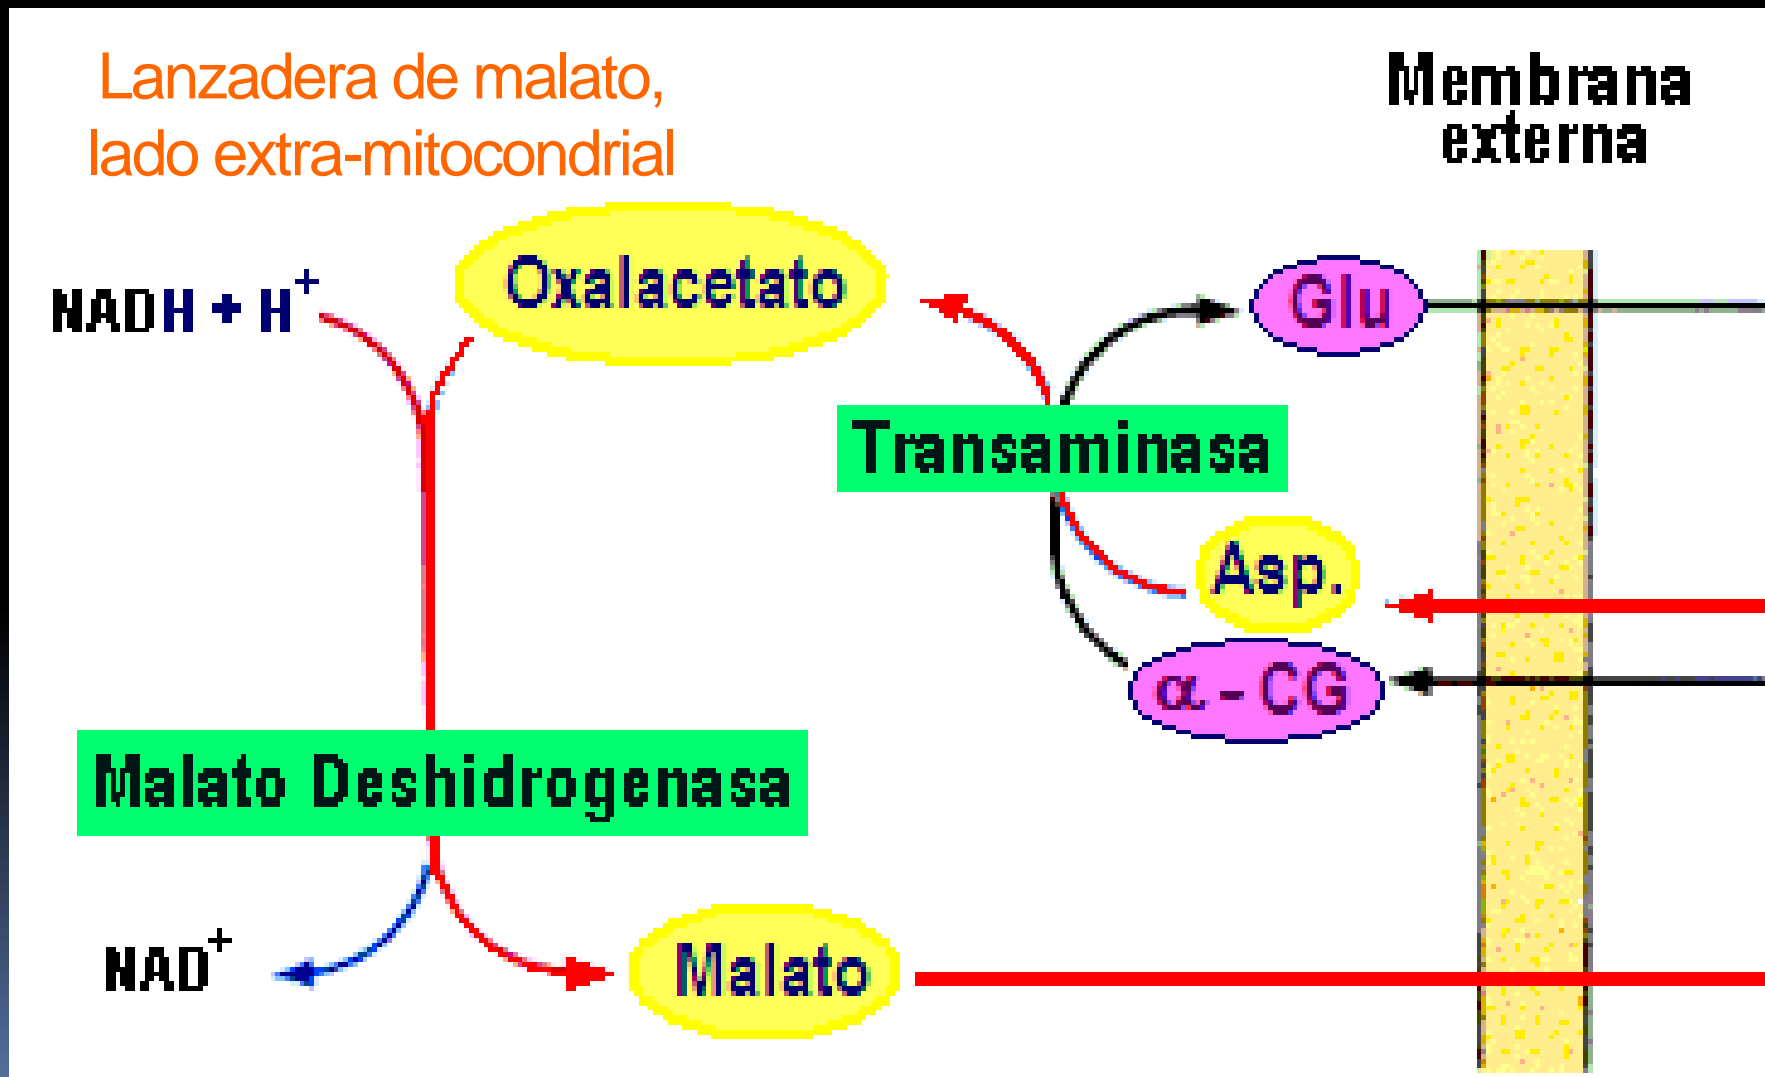 Lanzadera de malato,
lado extra-mitocondrial
Membrana
externa
NADH + H+
Oxalacetato
Glu
Transaminasa
Asp.
α - CG
Malato Deshidrogenasa
NAD+
Malato